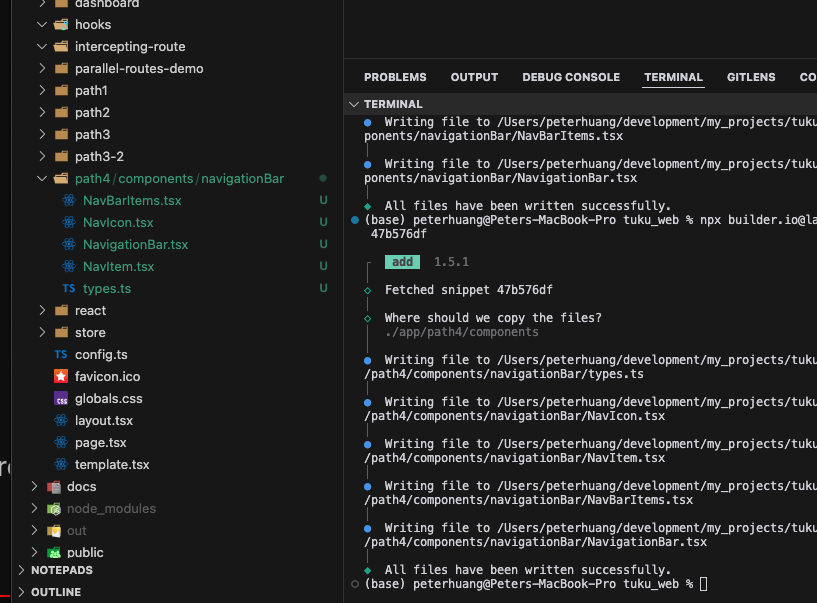 dashboard
hooks
intercepting-route
parallel-routes-demo
path1
path2
path3
path3-2
path4/components/navigationBar
NavBarItems.tsx U
NavIcon.tsx U
NavigationBar.tsx U
NavItem.tsx U
TS types.ts U
react
store
TS config.ts
favicon.ico
css globals.css
layout.tsx
page.tsx
template.tsx
docs
node_modules
out
public
NOTEPADS
OUTLINE
PROBLEMS OUTPUT DEBUG CONSOLE TERMINAL GITLENS CO
TERMINAL
Writing file to /Users/peterhuang/development/my_projects/tuku
ponents/navigationBar/NavBarItems.tsx
Writing file to /Users/peterhuang/development/my_projects/tuku
ponents/navigationBar/NavigationBar.tsx
All files have been written successfully.
(base) peterhuang@Peters-MacBook-Pro tuku_web % npx builder.io@la
47b576df
add 1.5.1
Fetched snippet 47b576df
Where should we copy the files?
./app/path4/components
Writing file to /Users/peterhuang/development/my_projects/tuku
/path4/components/navigationBar/types.ts
Writing file to /Users/peterhuang/development/my_projects/tuku
/path4/components/navigationBar/NavIcon.tsx
Writing file to /Users/peterhuang/development/my_projects/tuku
/path4/components/navigationBar/NavItem.tsx
Writing file to /Users/peterhuang/development/my_projects/tuku
/path4/components/navigationBar/NavBarItems.tsx
Writing file to /Users/peterhuang/development/my_projects/tuku
/path4/components/navigationBar/NavigationBar.tsx
All files have been written successfully.
(base) peterhuang@Peters-MacBook-Pro tuku_web %